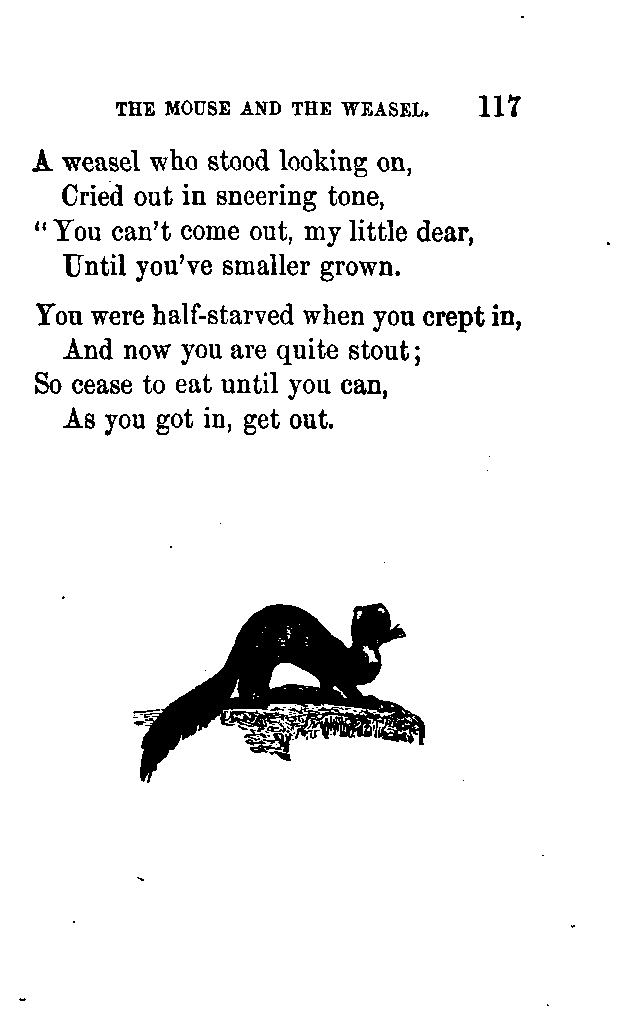 THE MOUSE AND THE WEASEL. 117
A weasel who stood looking on,
Cried out in sneering tone,
"You can't come out, my little dear,
Until you've smaller grown.
You were half-starved when you crept in,
And now you are quite stout;
So cease to eat until you can,
As you got in, get out.